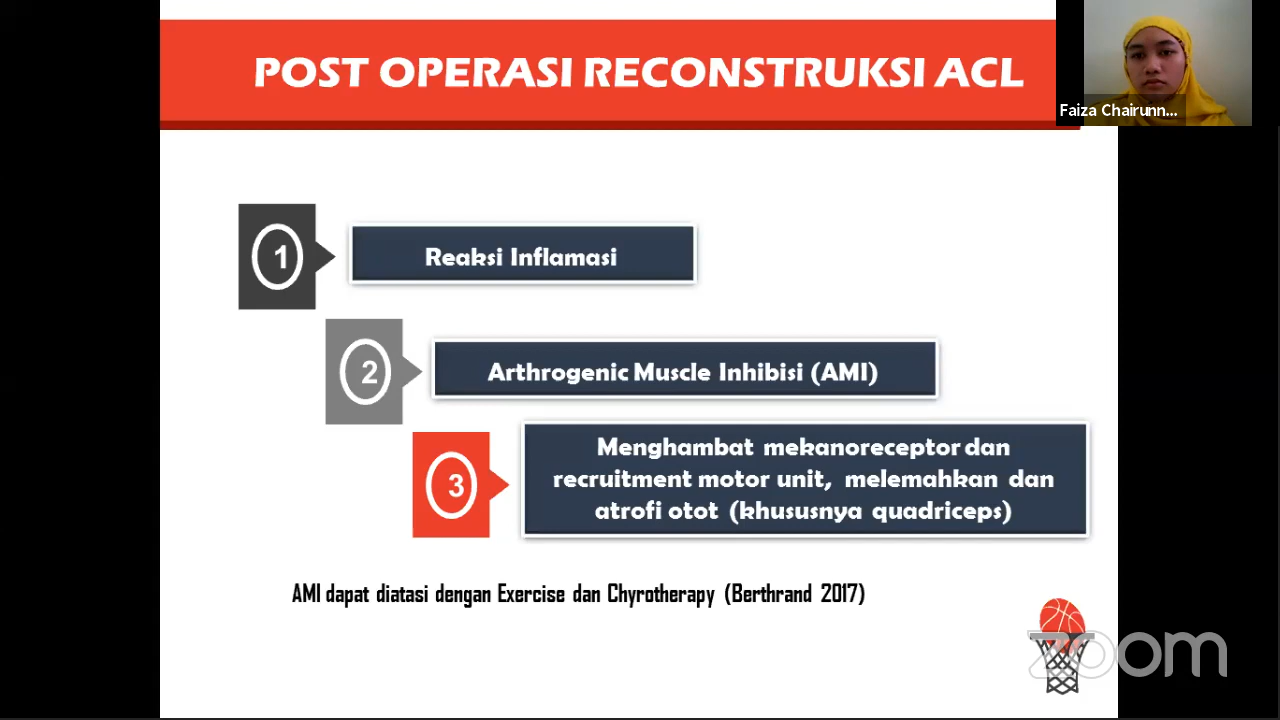 POST OPERASI RECONSTRUKSI ACL
Faiza Chairunn...
1
Reaksi Inflamasi
2
Arthrogenic Muscle Inhibisi (AMI)
3
Menghambat mekanoreceptor dan
recruitment motor unit, melemahkan dan
atrofi otot (khususnya quadriceps)
AMI dapat diatasi dengan Exercise dan Chyrotherapy (Berthrand 2017)
zoom